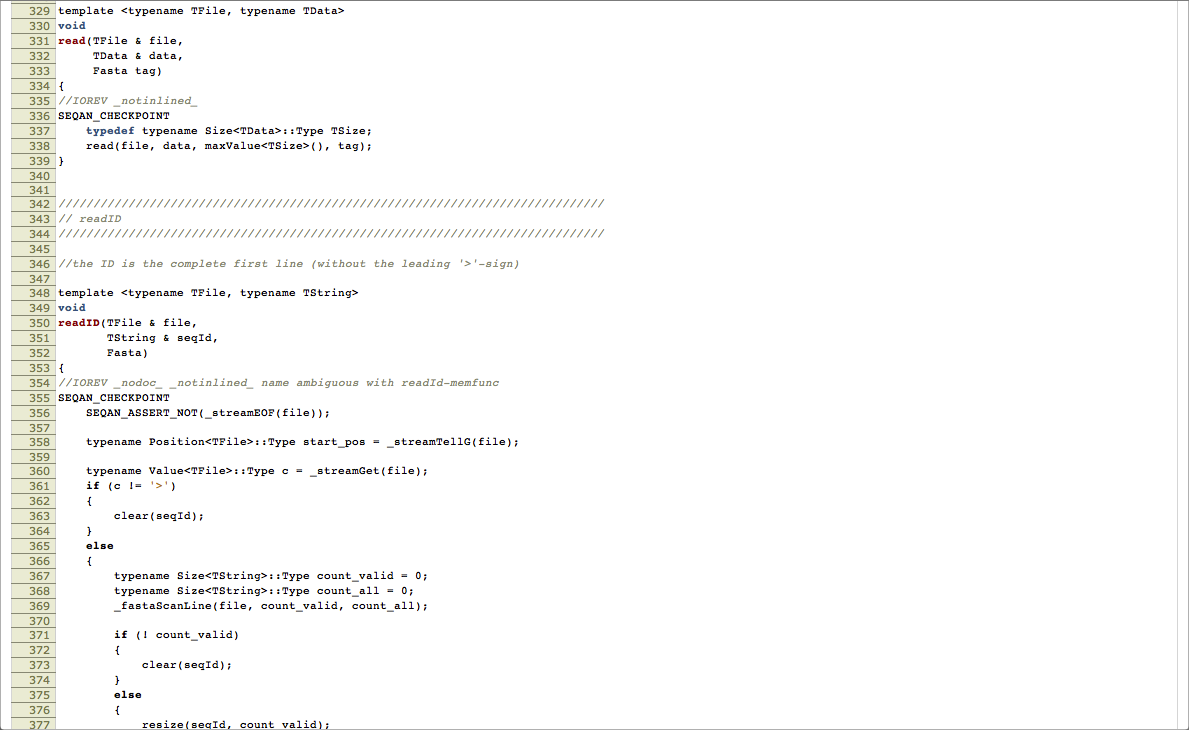 329 template <typename TFile, typename TData>
330 void
331 read(TFile & file,
332      TData & data,
333      Fasta tag)
334 {
335 //IOREV _notinlined_
336 SEQAN_CHECKPOINT
337     typedef typename Size<TData>::Type TSize;
338     read(file, data, maxValue<TSize>(), tag);
339 }
340
341
342 //////////////////////////////////////////////////////////////////////////////
343 // readID
344 //////////////////////////////////////////////////////////////////////////////
345
346 //the ID is the complete first line (without the leading '>'-sign)
347
348 template <typename TFile, typename TString>
349 void
350 readID(TFile & file,
351        TString & seqId,
352        Fasta)
353 {
354 //IOREV _nodoc_ _notinlined_ name ambiguous with readId-memfunc
355 SEQAN_CHECKPOINT
356     SEQAN_ASSERT_NOT(_streamEOF(file));
357
358     typename Position<TFile>::Type start_pos = _streamTellG(file);
359
360     typename Value<TFile>::Type c = _streamGet(file);
361     if (c != '>')
362     {
363         clear(seqId);
364     }
365     else
366     {
367         typename Size<TString>::Type count_valid = 0;
368         typename Size<TString>::Type count_all = 0;
369         _fastaScanLine(file, count_valid, count_all);
370
371         if (! count_valid)
372         {
373             clear(seqId);
374         }
375         else
376         {
377             resize(seqId, count_valid);